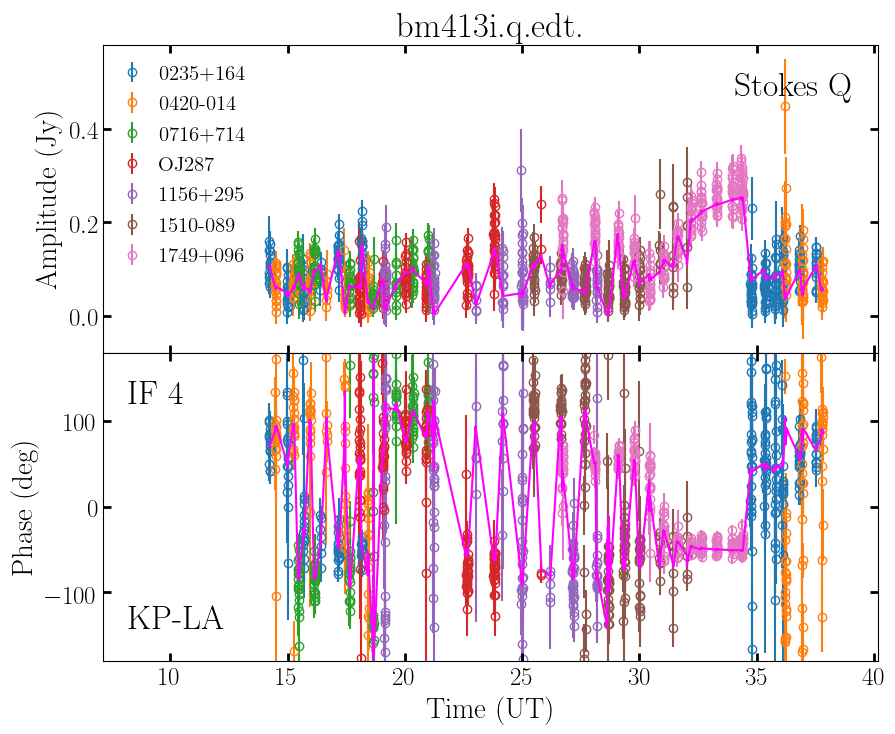 bm413i.q.edt.
0235+164
0420-014
0716+714
OJ287
1156+295
1510-089
1749+096
Stokes Q
Amplitude (Jy)
0.4
0.2
0.0
IF 4
KP-LA
Phase (deg)
100
0
−100
10 15 20 25 30 35 40
Time (UT)